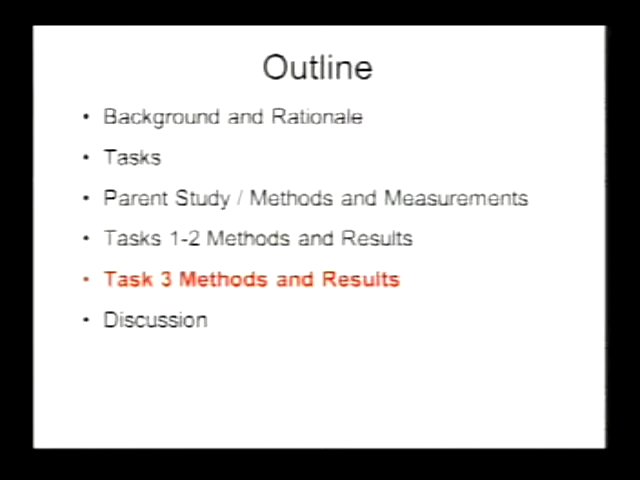 Outline
• Background and Rationale
• Tasks
• Parent Study / Methods and Measurements
• Tasks 1-2 Methods and Results
• Task 3 Methods and Results
• Discussion